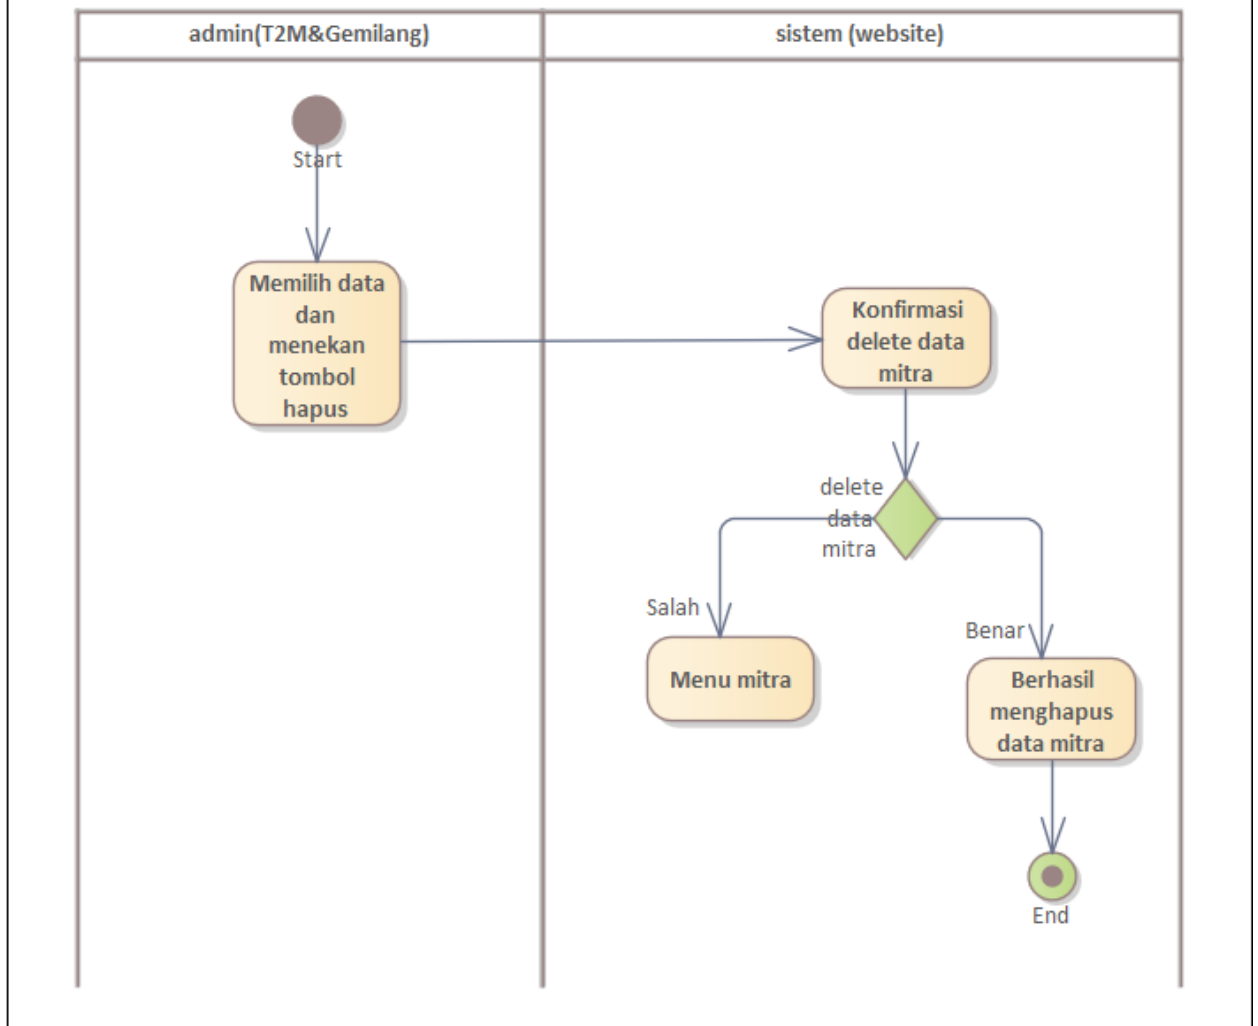 admin(T2M&Gemilang)
sistem (website)
Start
Memilih data
dan
menekan
tombol
hapus
Konfirmasi
delete data
mitra
delete
data
mitra
Salah
Menu mitra
Benar
Berhasil
menghapus
data mitra
End